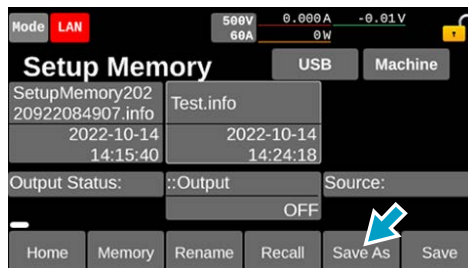 Mode LAN 500V 0.000A -0.01V
60A 0W
Setup Memory USB Machine
SetupMemory202
20922084907.info
2022-10-14
14:15:40
Test.info
2022-10-14
14:24:18
Output Status: ::Output Source:
OFF
Home Memory Rename Recall Save As Save